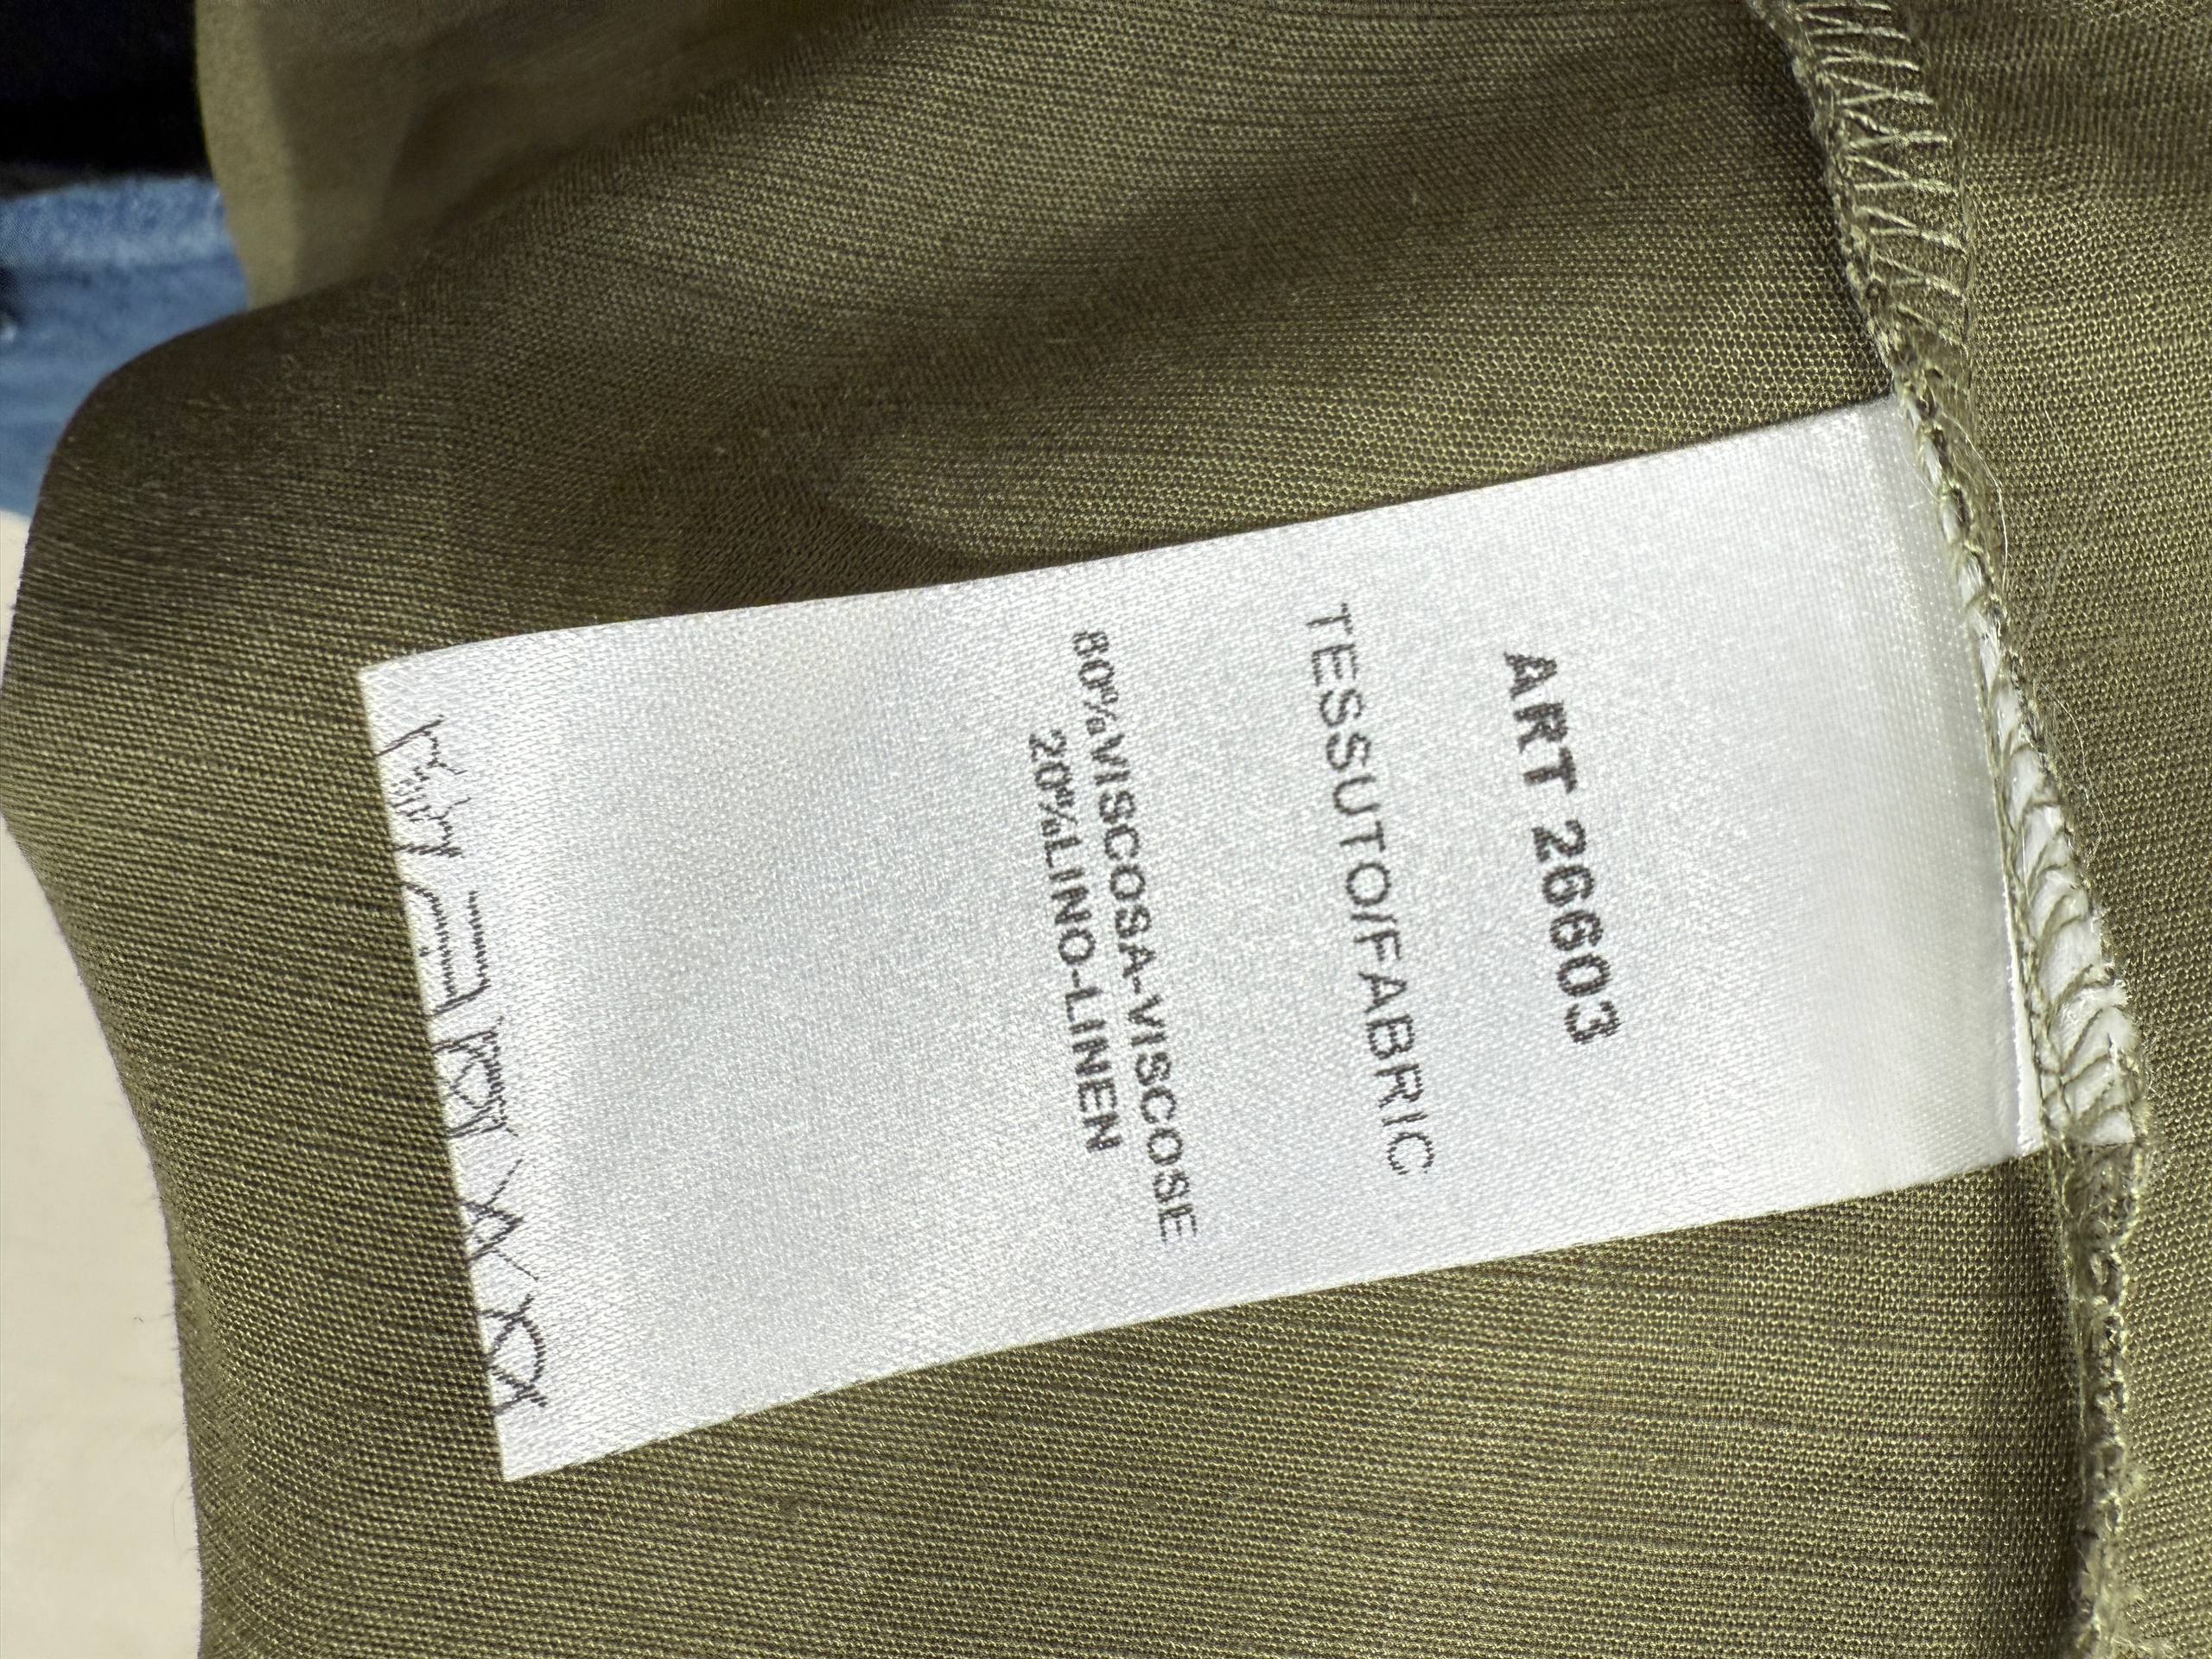 ART 26603
TESSUTO/FABRIC
80%VISCOSA-VISCOSE
20%LINO-LINEN